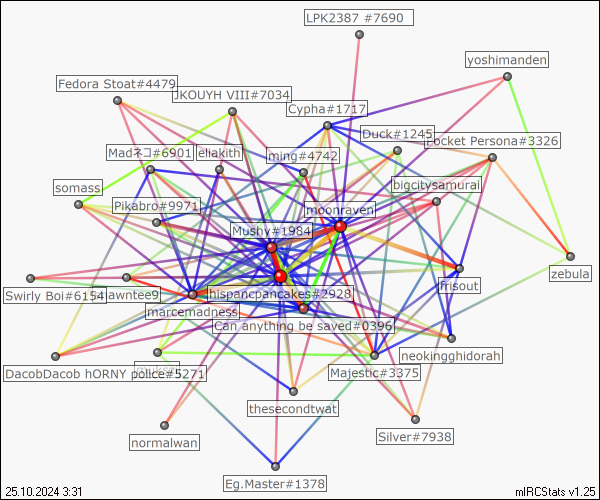 LPK2387 #7690
yoshimanden
Fedora Stoat#4479
JKOUYH VIII#7034
Cypha#1717
Duck#1245
Pocket Persona#3326
Madネコ#6901
eliakith
ming#4742
bigcitysamurai
somass
Pikabro#9971
moonraven
Mushy#1984
zebula
frisout
Swirly Boi#6154
hispancpancakes#2928
marcemadness
Can anything be saved#0396
neokingghidorah
DacobDacob hORNY police#5271
Majestic#3375
thesecondtwat
Silver#7938
normalwan
Eg.Master#1378
25.10.2024 3:31
mIRCStats v1.25